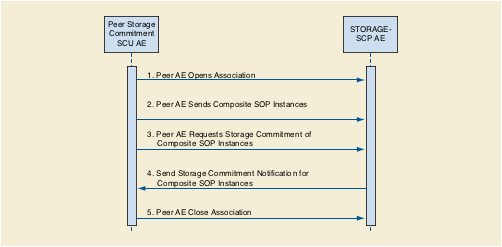 Peer Storage
Commitment
SCU AE
STORAGE-
SCP AE
1. Peer AE Opens Association
2. Peer AE Sends Composite SOP Instances
3. Peer AE Requests Storage Commitment of
Composite SOP Instances
4. Send Storage Commitment Notification for
Composite SOP Instances
5. Peer AE Close Association